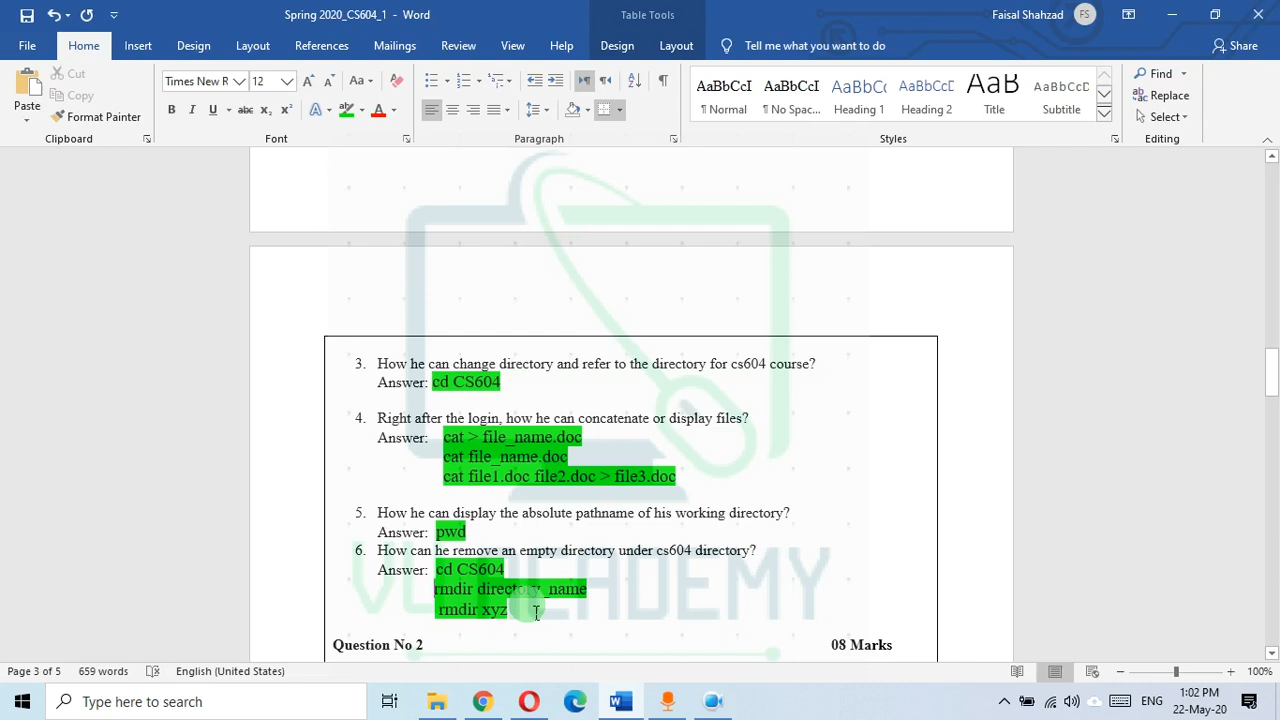 Spring 2020_CS604_1 - Word
Table Tools
Faisal Shahzad
FS
File
Home
Insert
Design
Layout
References
Mailings
Review
View
Help
Design
Layout
Tell me what you want to do
Share
Paste
Cut
Copy
Format Painter
Clipboard
Times New R
12
Font
Paragraph
AaBbCcI
¶ Normal
AaBbCcI
¶ No Spac...
AaBbCc
Heading 1
AaBbCcI
Heading 2
AaB
Title
AaBbCcD
Subtitle
Styles
Find
Replace
Select
Editing
3. How he can change directory and refer to the directory for cs604 course?
Answer: cd CS604
4. Right after the login, how he can concatenate or display files?
Answer: cat > file_name.doc
cat file_name.doc
cat file1.doc file2.doc > file3.doc
5. How he can display the absolute pathname of his working directory?
Answer: pwd
6. How can he remove an empty directory under cs604 directory?
Answer: cd CS604
rmdir directory_name
rmdir xyz
Question No 2 08 Marks
ACADEMY
Page 3 of 5
659 words
English (United States)
100%
Type here to search
ENG
1:02 PM
22-May-20